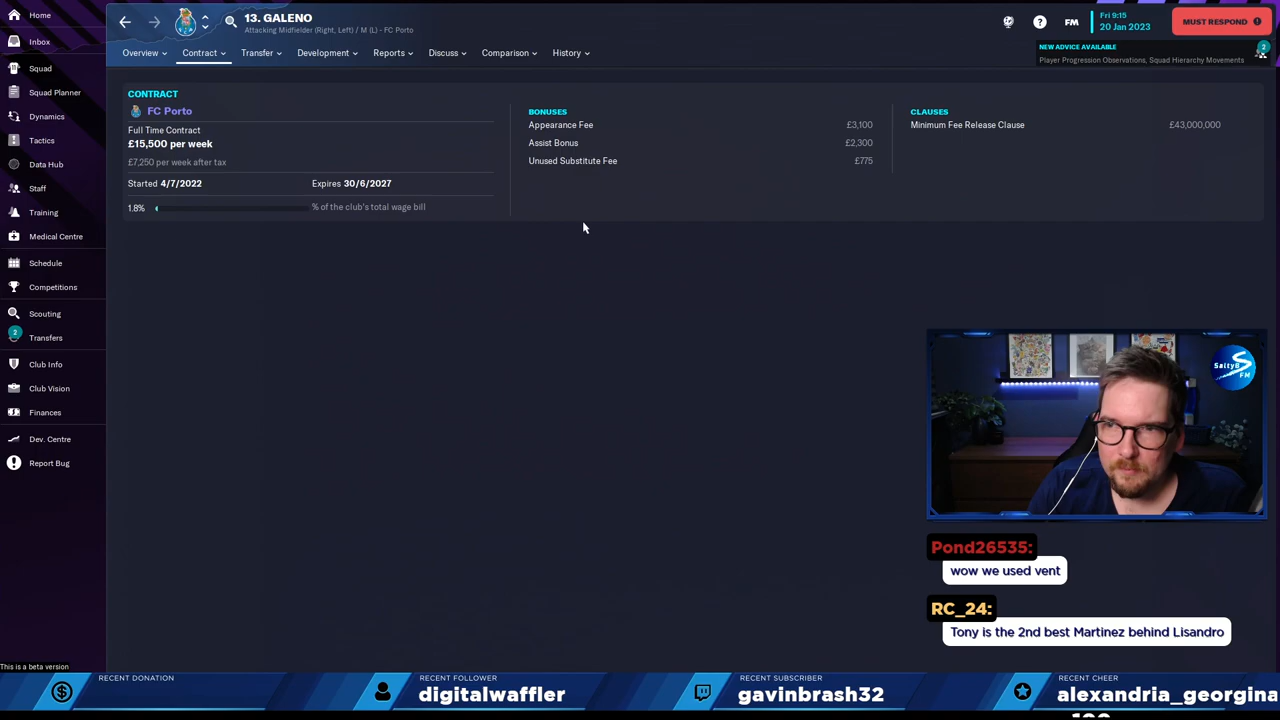 Home
Inbox
Squad
Squad Planner
Dynamics
Tactics
Data Hub
Staff
Training
Medical Centre
Schedule
Competitions
Scouting
2
Transfers
Club Info
Club Vision
Finances
Dev. Centre
Report Bug
This is a beta version
13. GALENO
Attacking Midfielder (Right, Left) / M (L) - FC Porto
FM
Fri 9:15
20 Jan 2023
MUST RESPOND
Overview
Contract
Transfer
Development
Reports
Discuss
Comparison
History
NEW ADVICE AVAILABLE
Player Progression Observations, Squad Hierarchy Movements
2
CONTRACT
FC Porto
Full Time Contract
£15,500 per week
£7,250 per week after tax
Started 4/7/2022
Expires 30/6/2027
1.8%
% of the club's total wage bill
BONUSES
Appearance Fee £3,100
Assist Bonus £2,300
Unused Substitute Fee £775
CLAUSES
Minimum Fee Release Clause £43,000,000
S
SaltyB
FM
Pond26535:
wow we used vent
RC_24:
Tony is the 2nd best Martinez behind Lisandro
RECENT DONATION
RECENT FOLLOWER
digitalwaffler
RECENT SUBSCRIBER
gavinbrash32
RECENT CHEER
alexandria_georgina